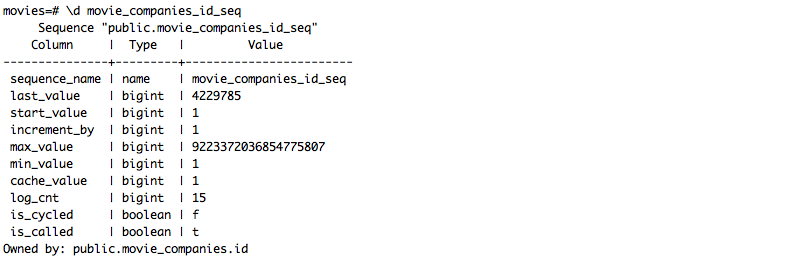 movies=# \d movie_companies_id_seq
     Sequence "public.movie_companies_id_seq"
    Column     |  Type   |         Value
---------------+---------+------------------------
 sequence_name | name    | movie_companies_id_seq
 last_value    | bigint  | 4229785
 start_value   | bigint  | 1
 increment_by  | bigint  | 1
 max_value     | bigint  | 9223372036854775807
 min_value     | bigint  | 1
 cache_value   | bigint  | 1
 log_cnt       | bigint  | 15
 is_cycled     | boolean | f
 is_called     | boolean | t
Owned by: public.movie_companies.id